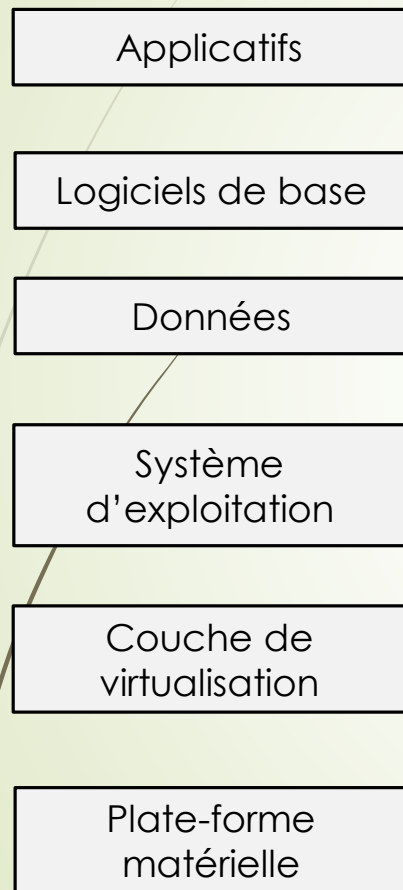 Applicatifs
Logiciels de base
Données
Système
d’exploitation
Couche de
virtualisation
Plate-forme
matérielle